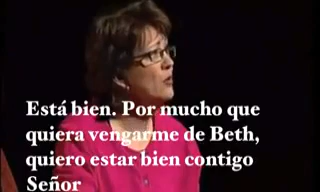 Está bien. Por mucho que
quiera vengarme de Beth,
quiero estar bien contigo
Señor